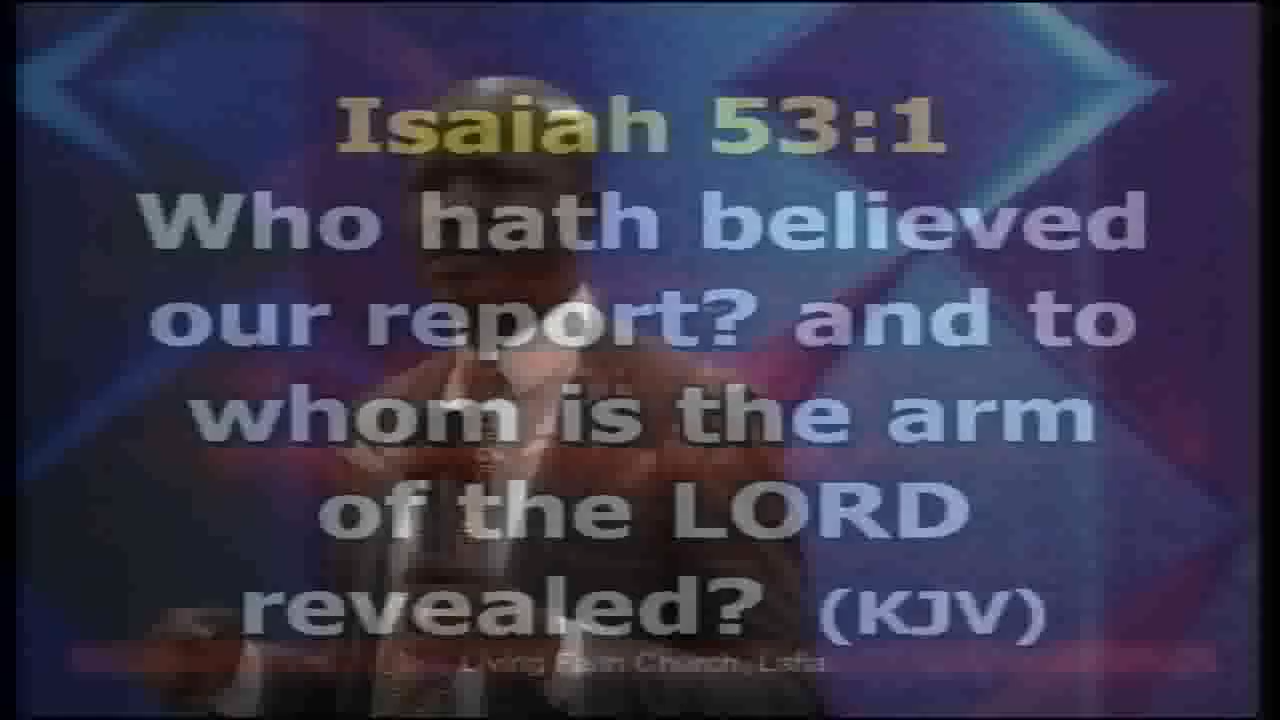 Isaiah 53:1
Who hath believed
our report? and to
whom is the arm
of the LORD
revealed? (KJV)
Living Faith Church, Lafia